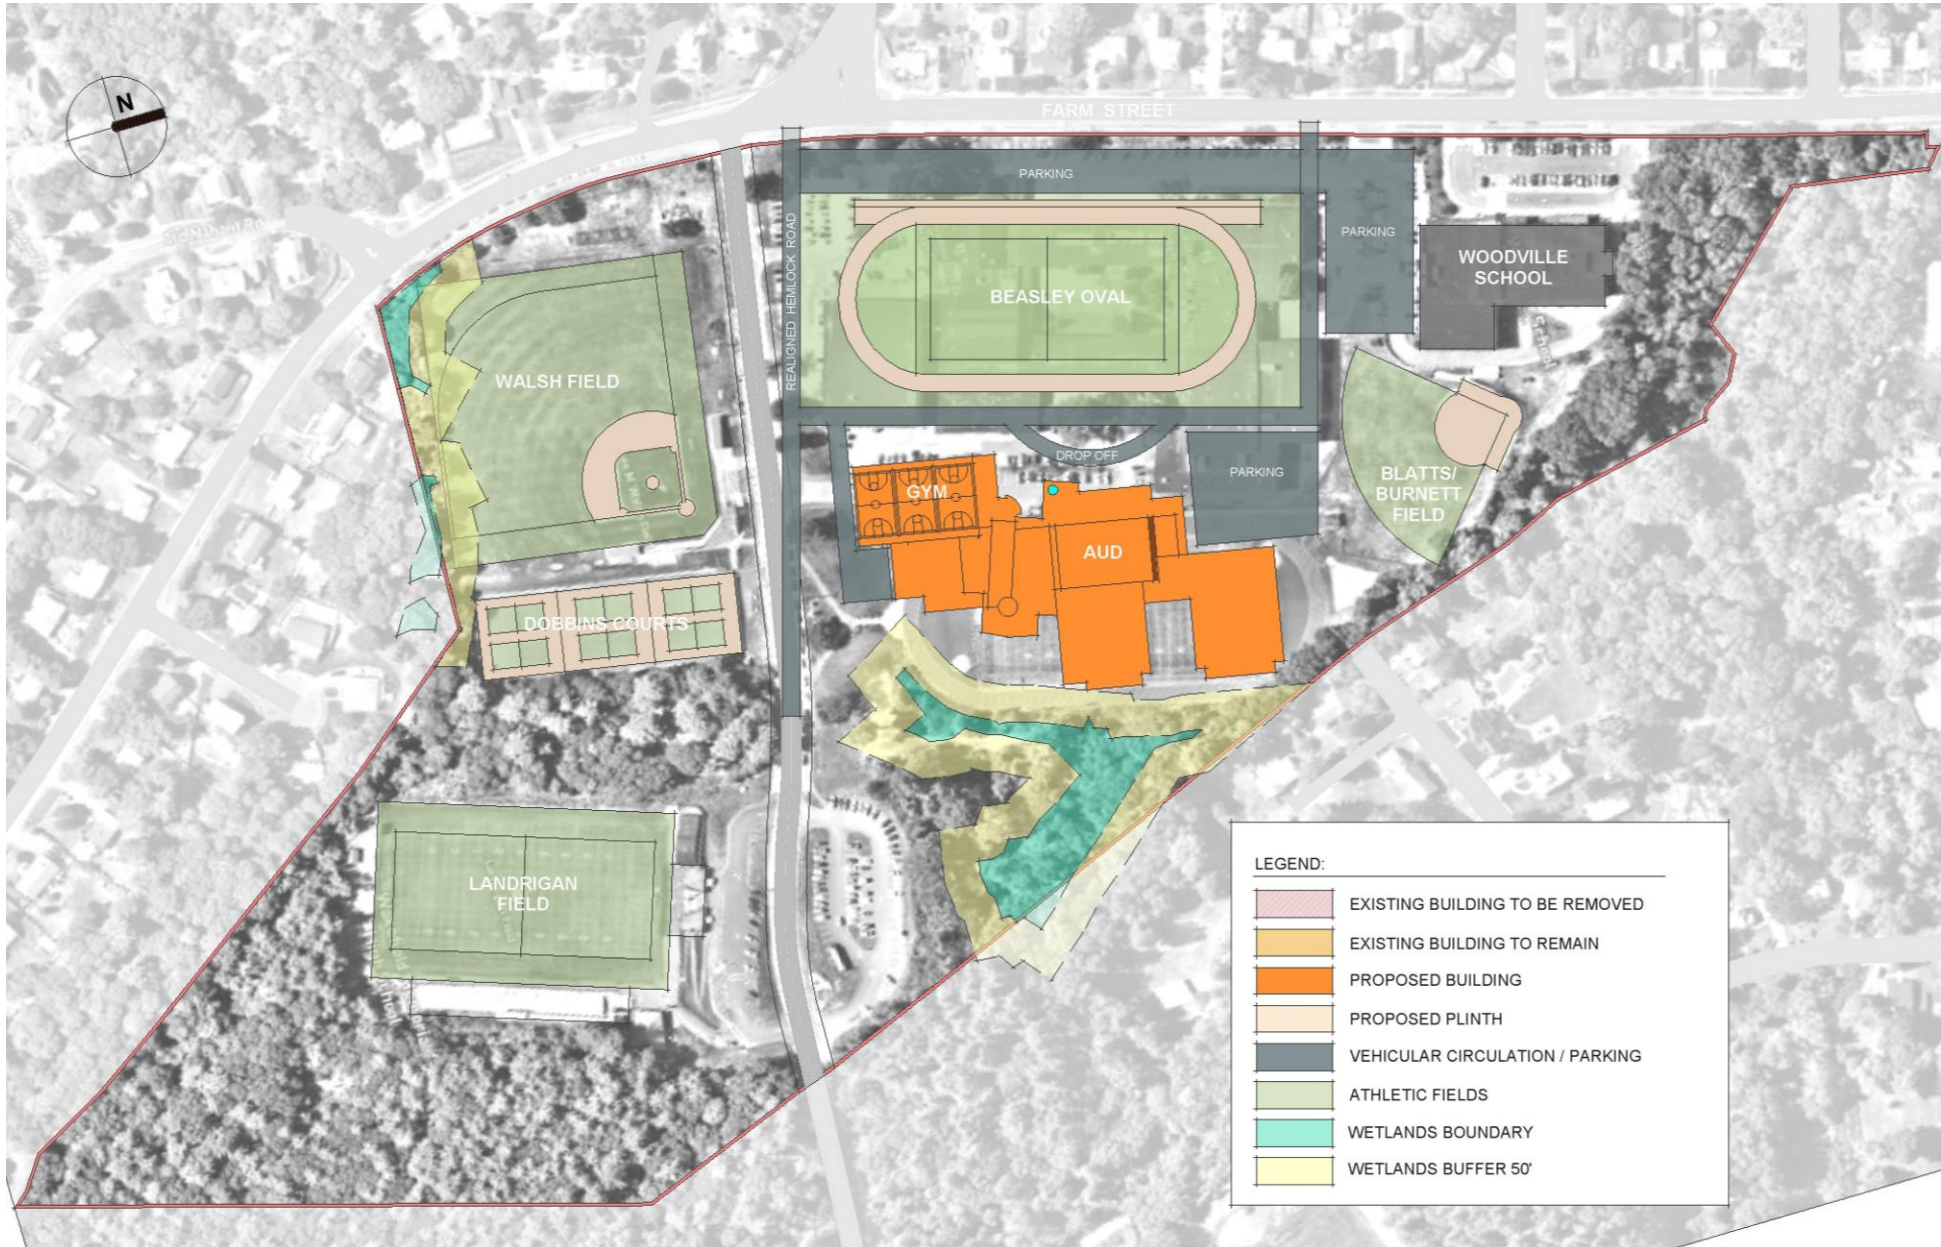 N
FARM STREET
PARKING
REALIGNED HEMLOCK ROAD
PARKING
WOODVILLE
SCHOOL
BEASLEY OVAL
WALSH FIELD
School
DROP OFF
PARKING
GYM
BLATTS/
BURNETT
FIELD
AUD
DOBBINS COURTS
LANDRIGAN
FIELD
LEGEND:
EXISTING BUILDING TO BE REMOVED
EXISTING BUILDING TO REMAIN
PROPOSED BUILDING
PROPOSED PLINTH
VEHICULAR CIRCULATION / PARKING
ATHLETIC FIELDS
WETLANDS BOUNDARY
WETLANDS BUFFER 50'